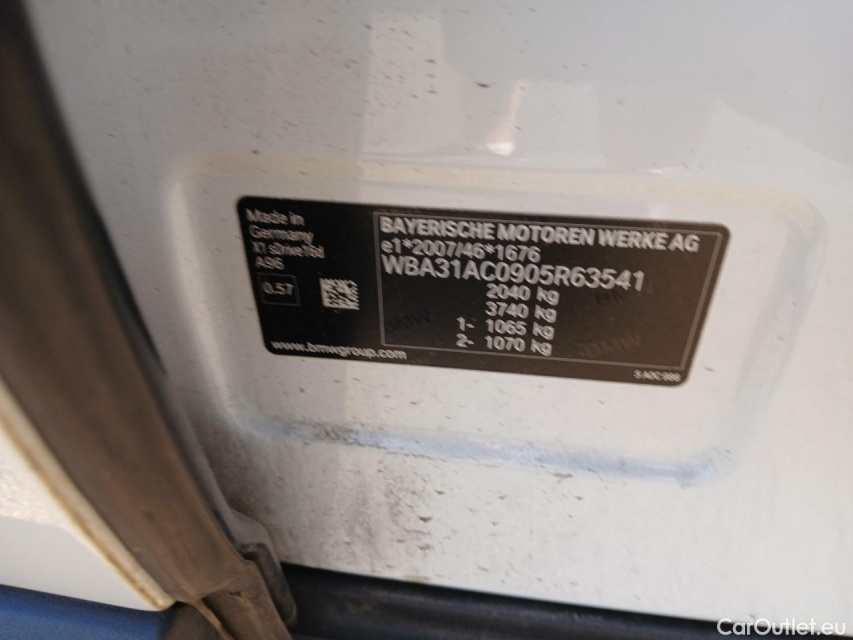 Made in
Germany
X1 sDrive16d
A96
0.57
www.bmwgroup.com
BAYERISCHE MOTOREN WERKE AG
e1*2007/46*1676
WBA31AC0905R63541
2040 kg
3740 kg
1- 1065 kg
2- 1070 kg
CarOutlet.eu